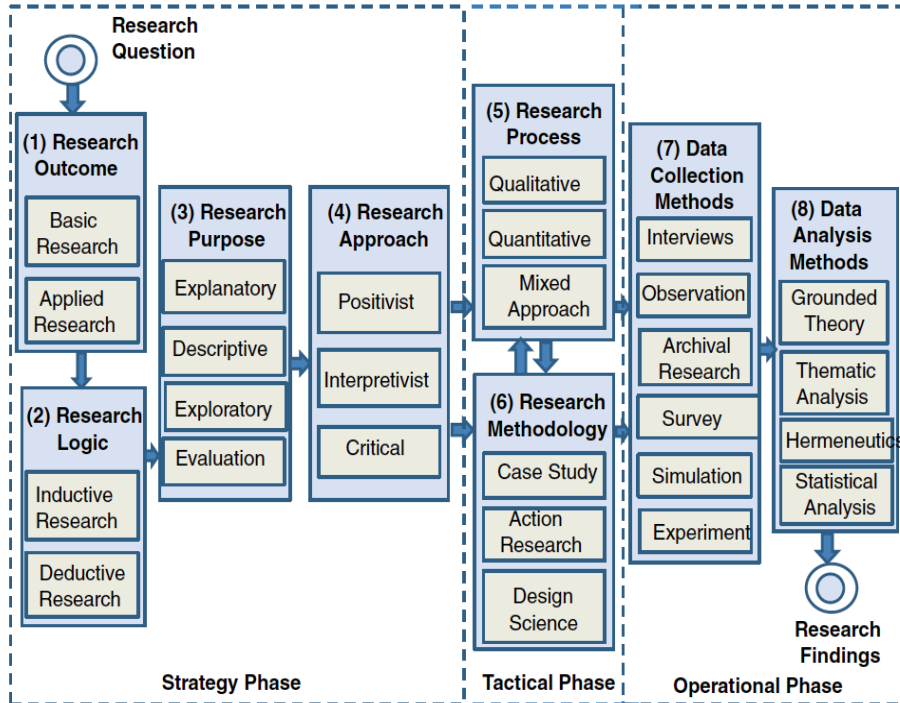 Research
Question
(1) Research
Outcome
Basic
Research
Applied
Research
(2) Research
Logic
Inductive
Research
Deductive
Research
(3) Research
Purpose
Explanatory
Descriptive
Exploratory
Evaluation
(4) Research
Approach
Positivist
Interpretivist
Critical
(5) Research
Process
Qualitative
Quantitative
Mixed
Approach
(6) Research
Methodology
Case Study
Action
Research
Design
Science
(7) Data
Collection
Methods
Interviews
Observation
Archival
Research
Survey
Simulation
Experiment
(8) Data
Analysis
Methods
Grounded
Theory
Thematic
Analysis
Hermeneutics
Statistical
Analysis
Research
Findings
Strategy Phase
Tactical Phase
Operational Phase